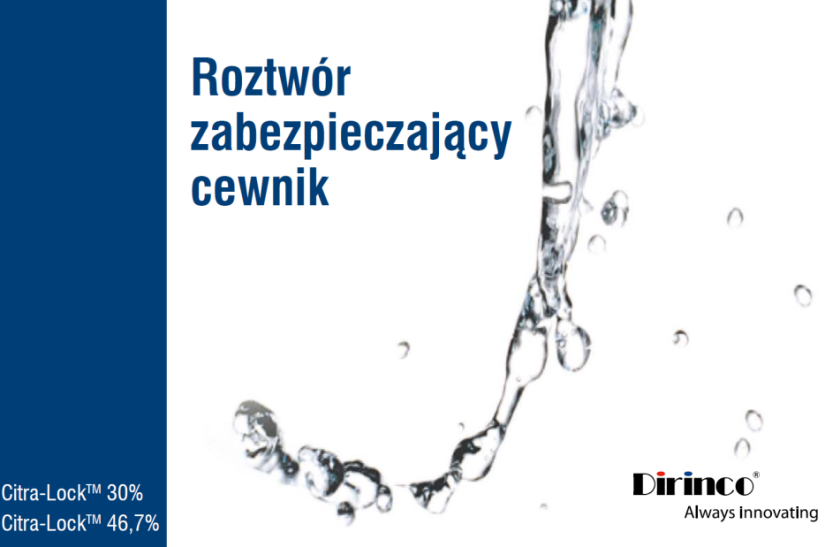 Roztwór
zabezpieczający
cewnik
Citra-Lock™ 30%
Citra-Lock™ 46,7%
Dirinco®
Always innovating